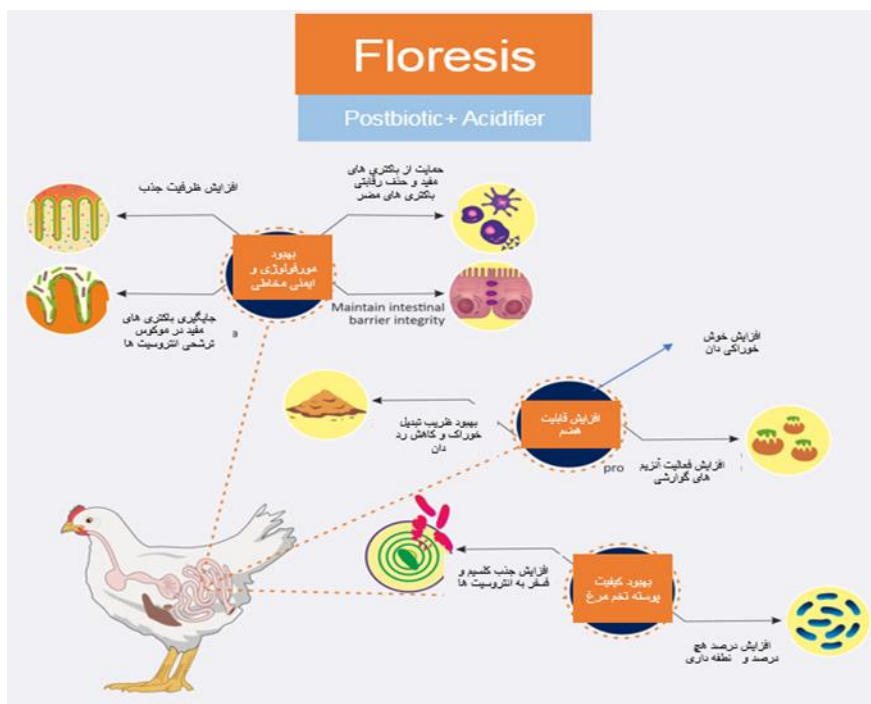 Floresis
Postbiotic+ Acidifier
حمایت از باکتری های
مفید و حذف رقابتی
باکتری های مضر
افزایش ظرفیت جذب
بهبود
مورفولوژی و
ایمنی مخاطی
Maintain intestinal
barrier integrity
جایگیری باکتری های
مفید در موکوس
ترشحی انتروسیت ها
a
افزایش خوش
خوراکی دان
افزایش قابلیت
هضم
بهبود ظریب تبدیل
خوراک و کاهش رد
دان
افزایش فعالیت آنزیم
های گوارشی
pro
افزایش جذب کلسیم و
فسفر به انتروسیت ها
بهبود کیفیت
پوسته تخم مرغ
افزایش درصد هچ
درصد و نطفه داری